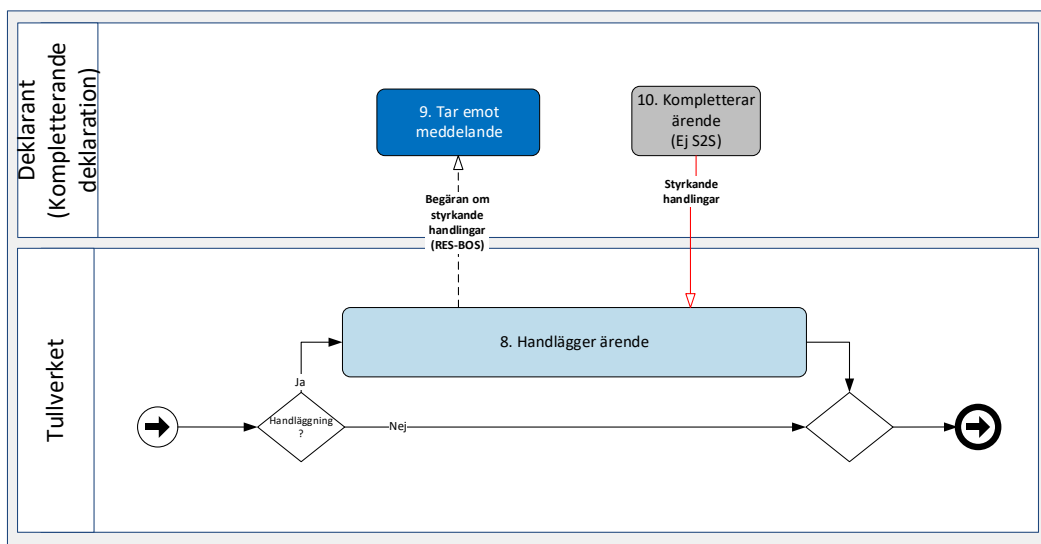 Deklarant
(Kompletterande
deklaration)
9. Tar emot
meddelande
10. Kompletterar
ärende
(Ej S2S)
Begäran om
styrkande
handlingar
(RES-BOS)
Styrkande
handlingar
Tullverket
8. Handlägger ärende
Ja
Handläggning
?
Nej